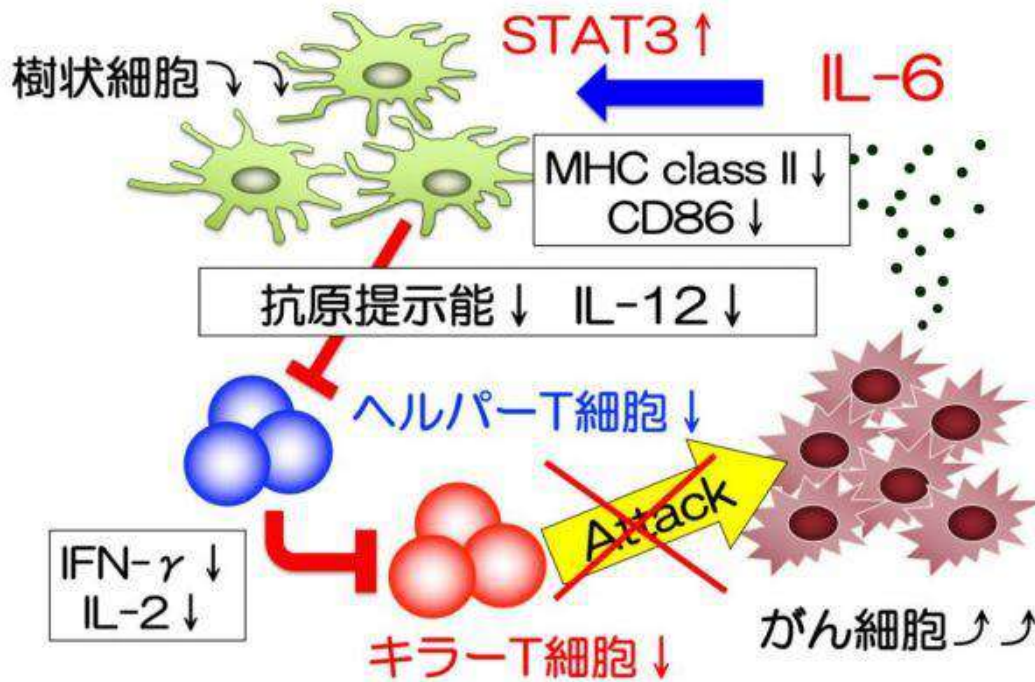 STAT3↑
IL-6
樹状細胞⤵⤵
MHC class Ⅱ↓
CD86↓
抗原提示能↓ IL-12↓
ヘルパーT細胞↓
Attack
IFN-γ↓
IL-2↓
キラーT細胞↓
がん細胞⤴⤴